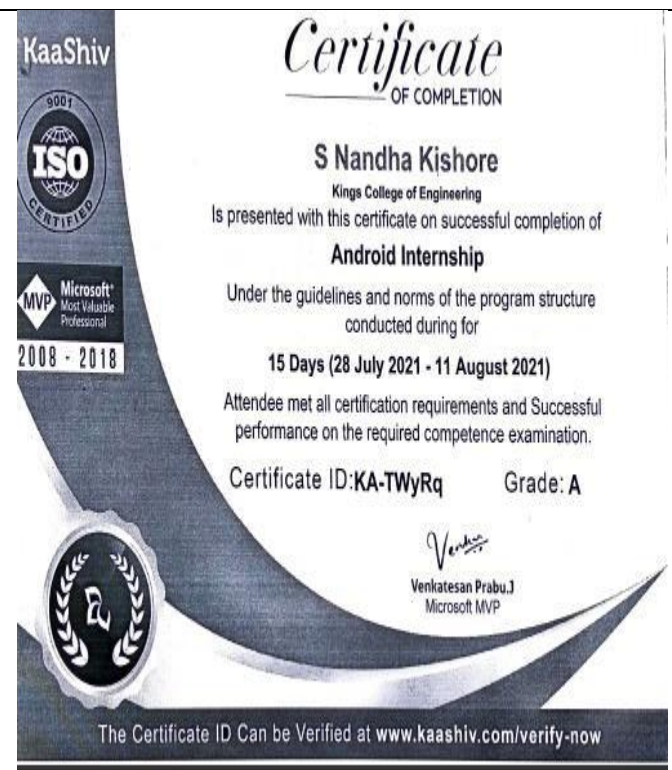 KaaShiv
9001
ISO
CERTIFIED
MVP
Microsoft®
Most Valuable
Professional
2008 - 2018
Certificate
OF COMPLETION
S Nandha Kishore
Kings College of Engineering
Is presented with this certificate on successful completion of
Android Internship
Under the guidelines and norms of the program structure
conducted during for
15 Days (28 July 2021 - 11 August 2021)
Attendee met all certification requirements and Successful
performance on the required competence examination.
Certificate ID:KA-TWyRq Grade: A
Venkatesan Prabu.J
Microsoft MVP
The Certificate ID Can be Verified at www.kaashiv.com/verify-now